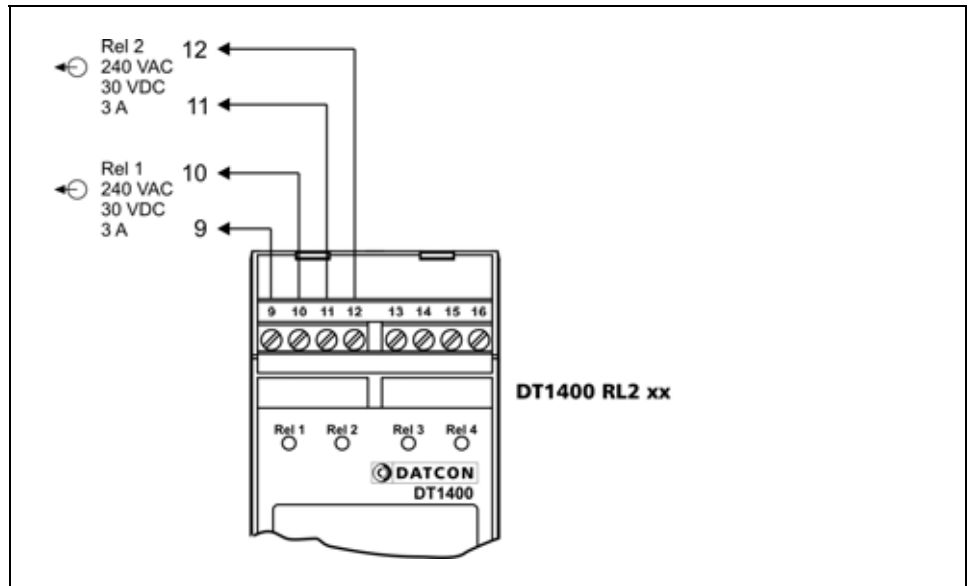 Rel 2 12
240 VAC
30 VDC
3 A 11
Rel 1 10
240 VAC
30 VDC
3 A 9
9 10 11 12 13 14 15 16
DT1400 RL2 xx
Rel 1 Rel 2 Rel 3 Rel 4
DATCON
DT1400